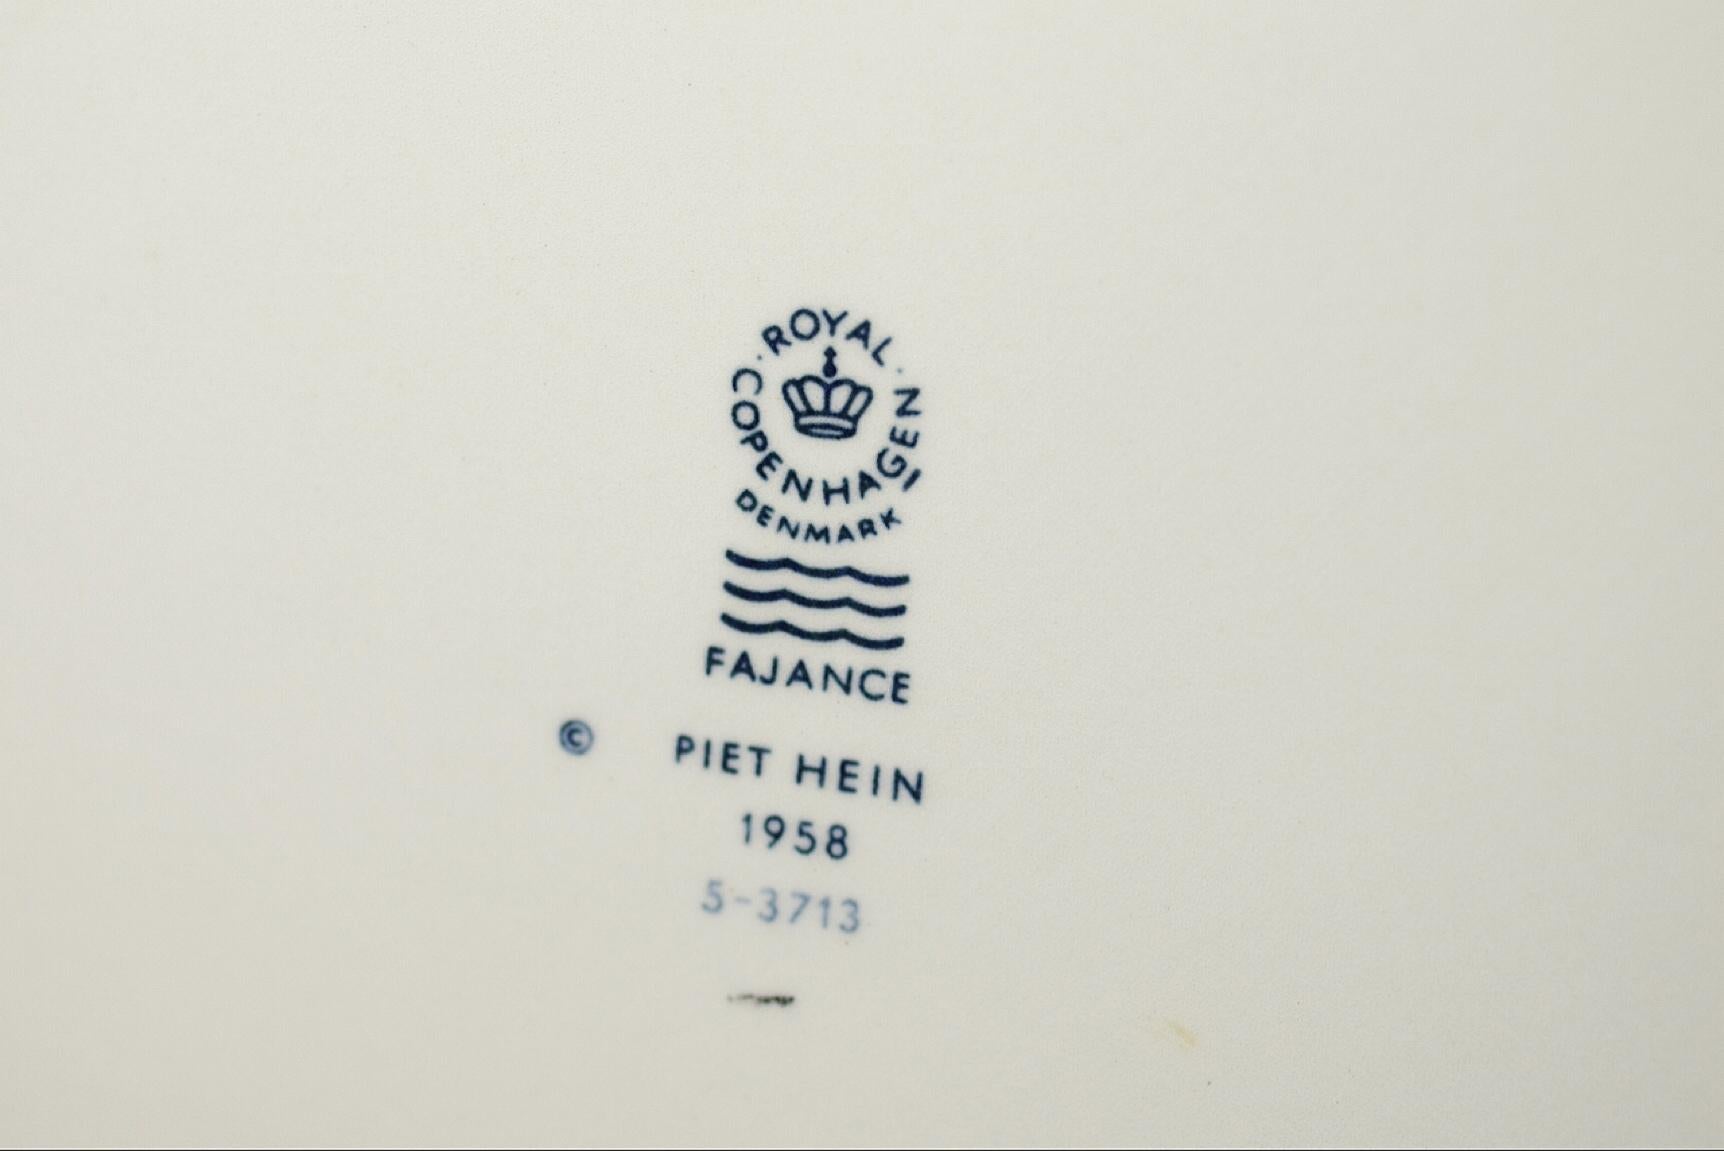 ROYAL
COPENHAGEN
DENMARK
FAJANCE
© PIET HEIN
1958
5-3713